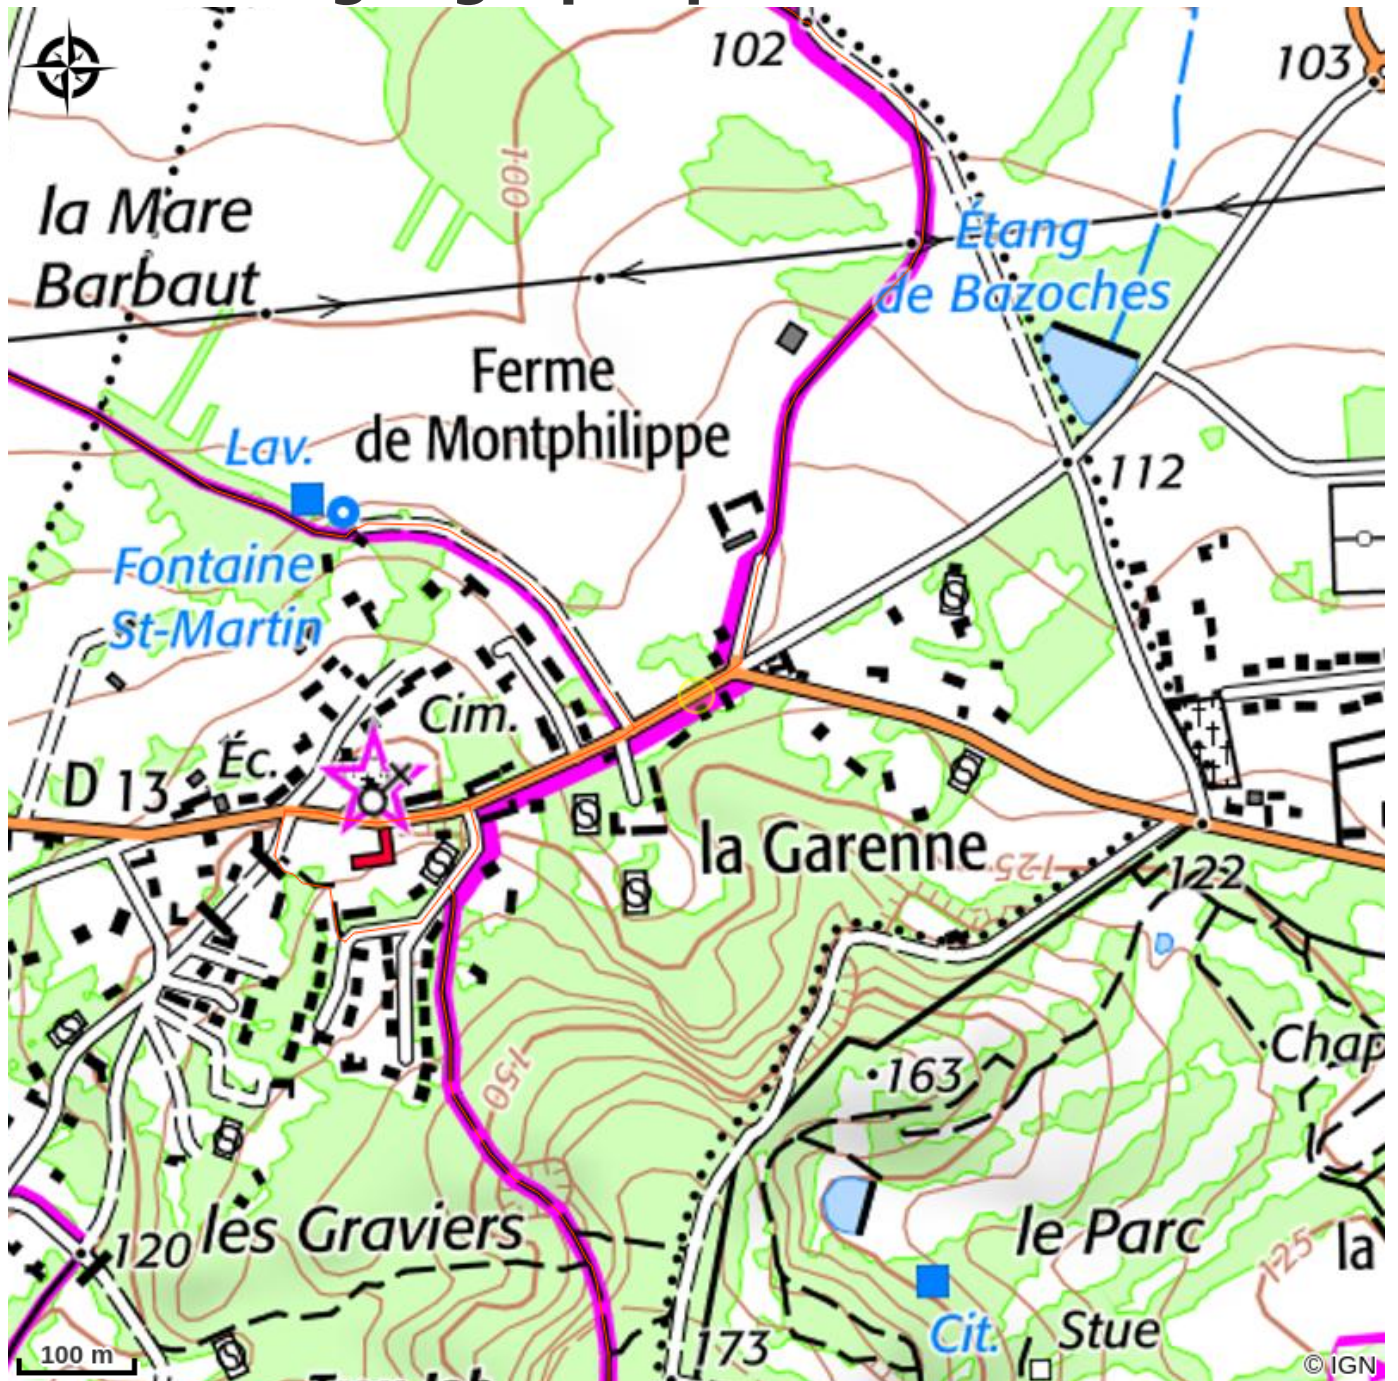 102
103
100
la Mare
Barbaut
Étang
de Bazoches
Ferme
de Montphilippe
Lav.
112
Fontaine
St-Martin
Cim.
Éc.
D 13
la Garenne
125
122
Chap
163
150
les Graviers
120
le Parc
125
la
Cit.
Stue
173
100 m
© IGN